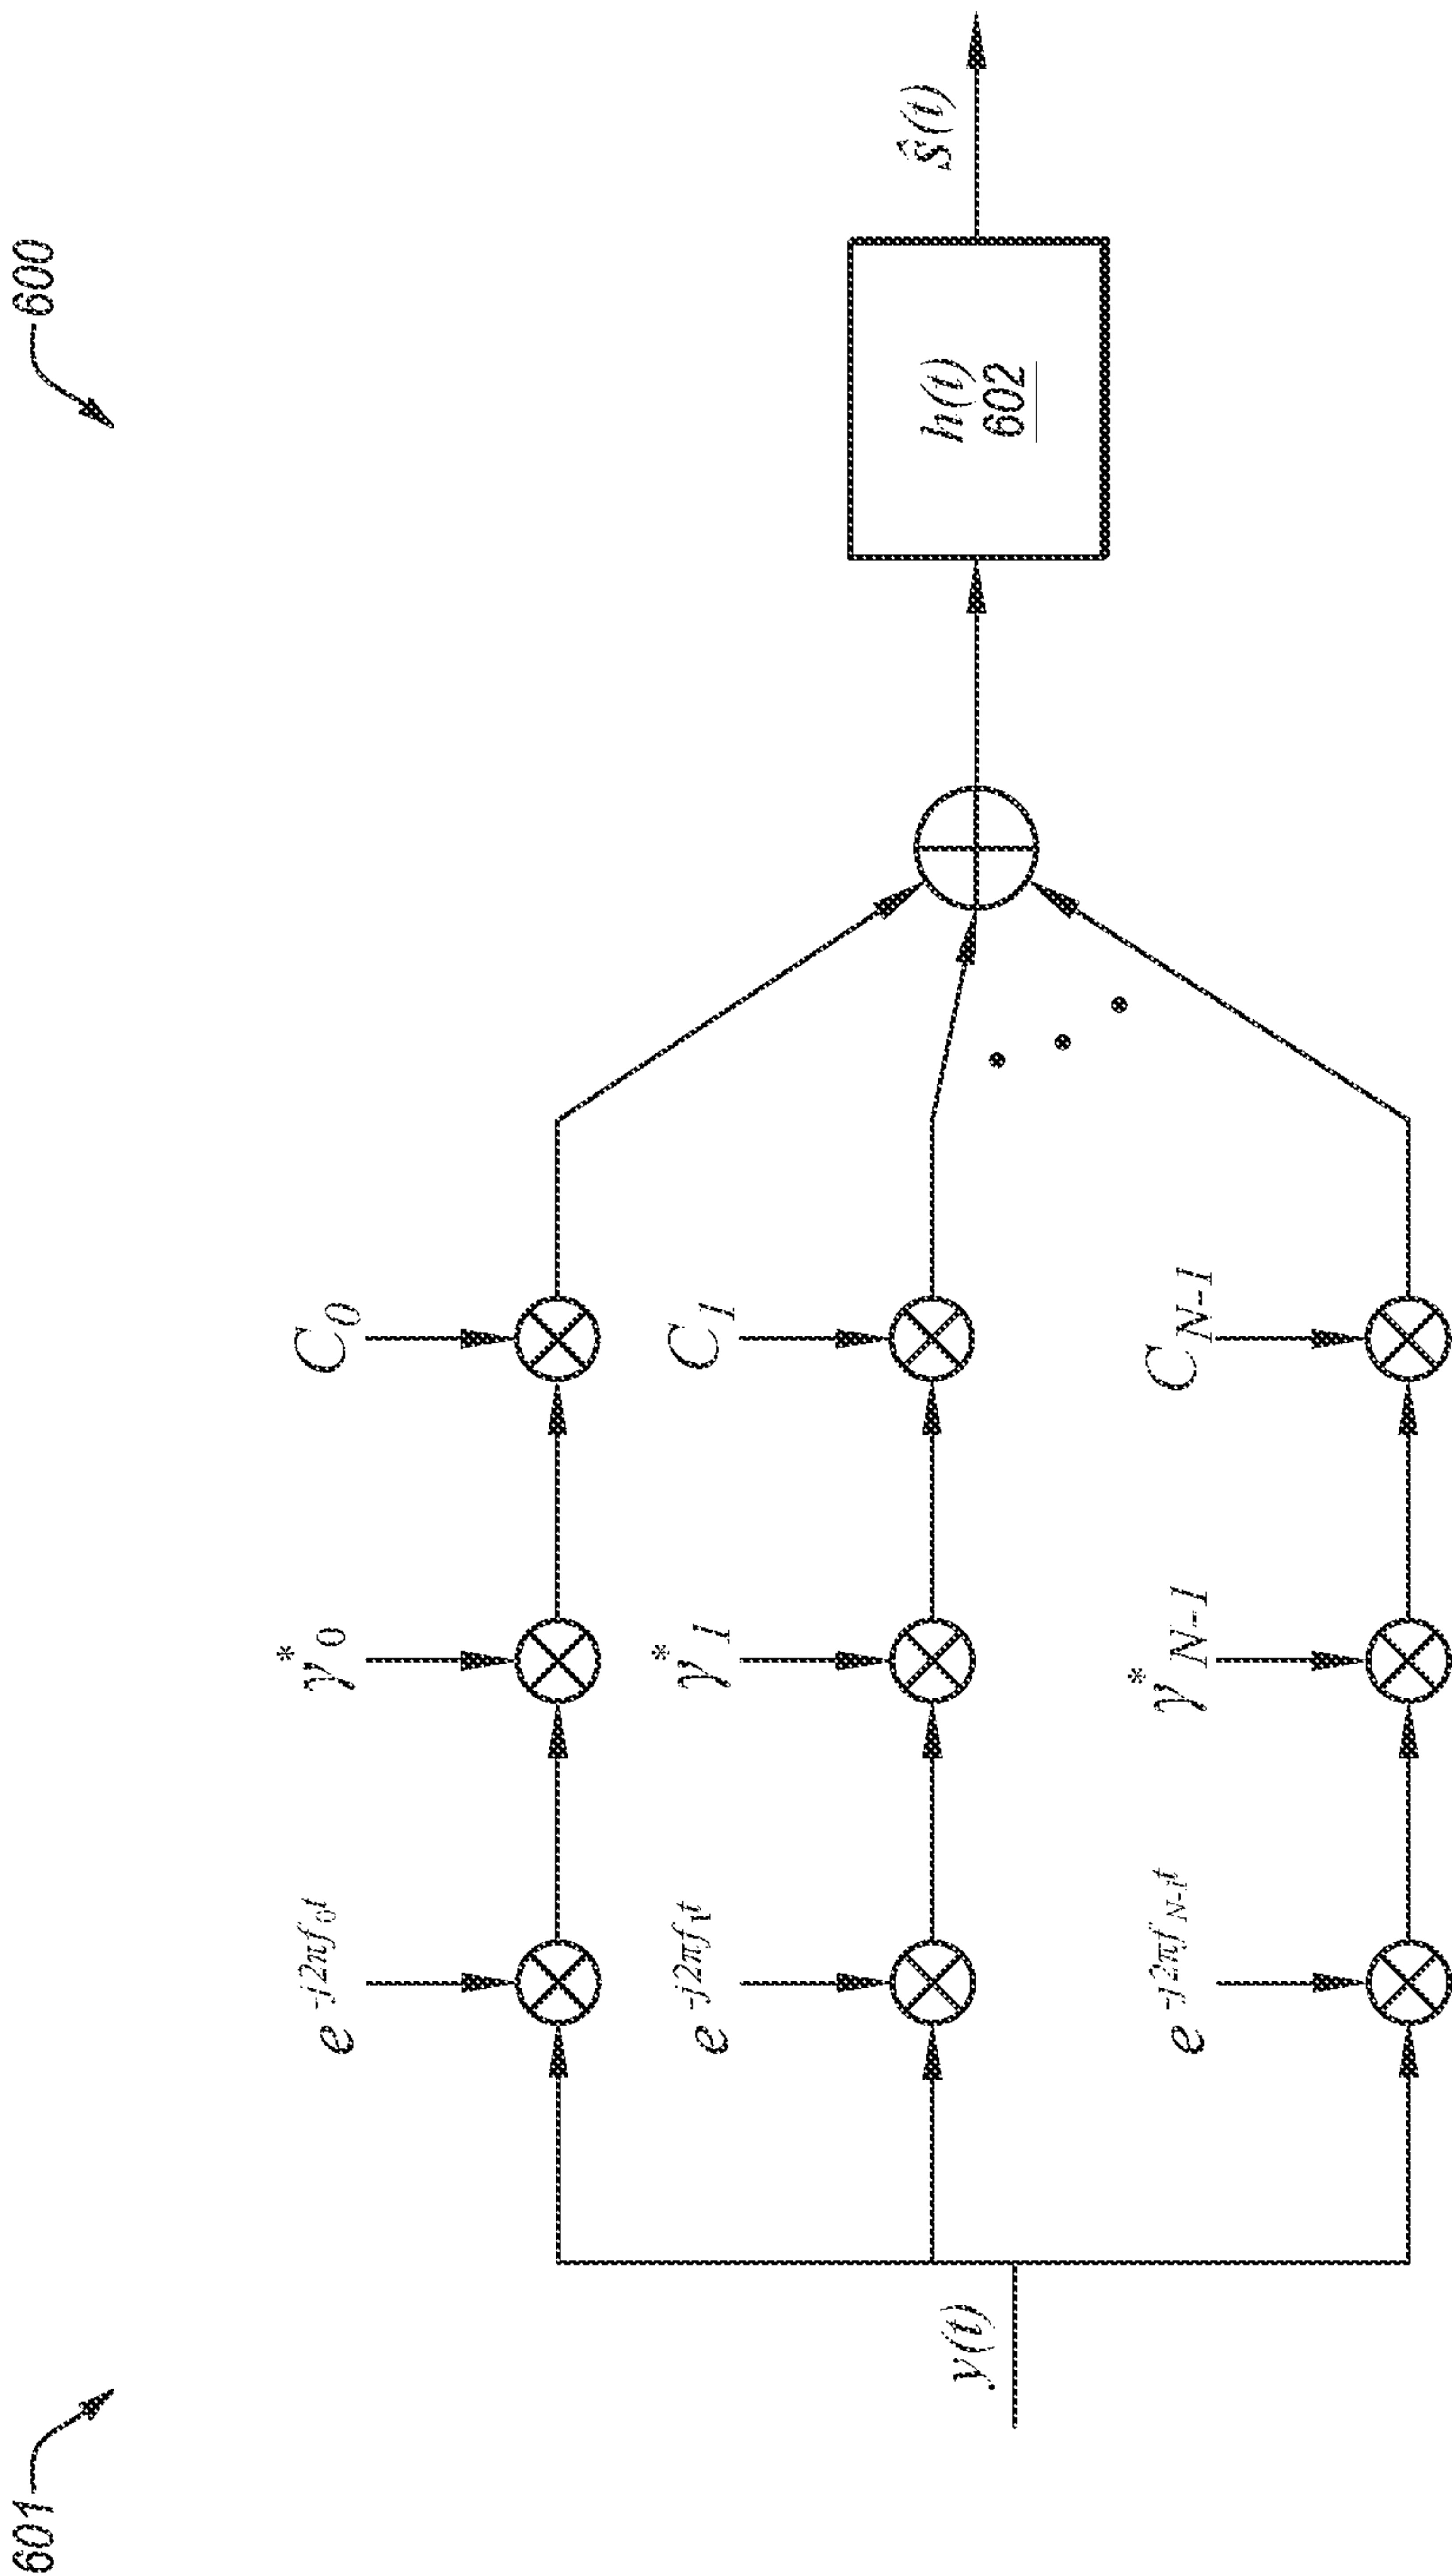 601
600
e^{-j2πf_0t}
γ^*_0
C_0
e^{-j2πf_1t}
γ^*_1
C_1
y(t)
h(t)
602
ŝ(t)
e^{-j2πf_{N-1}t}
γ^*_{N-1}
C_{N-1}